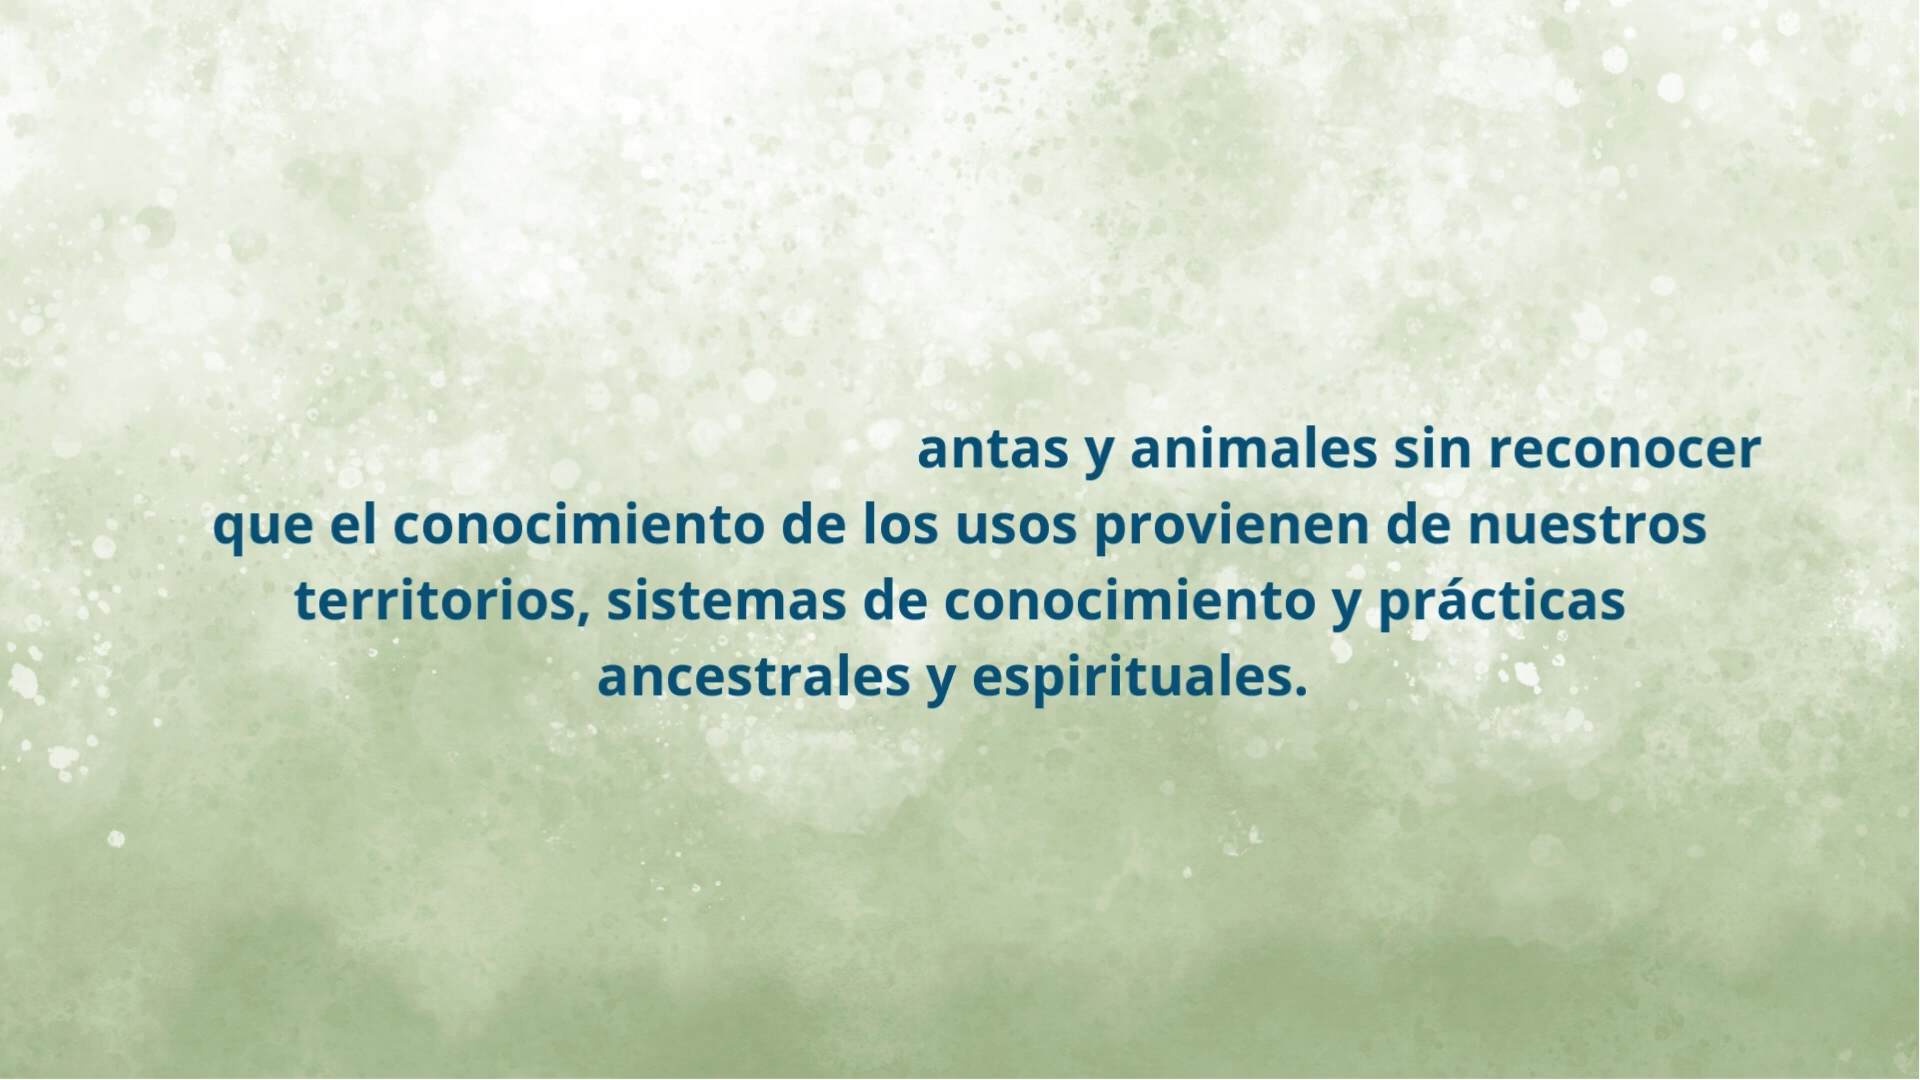 antas y animales sin reconocer
que el conocimiento de los usos provienen de nuestros
territorios, sistemas de conocimiento y prácticas
ancestrales y espirituales.